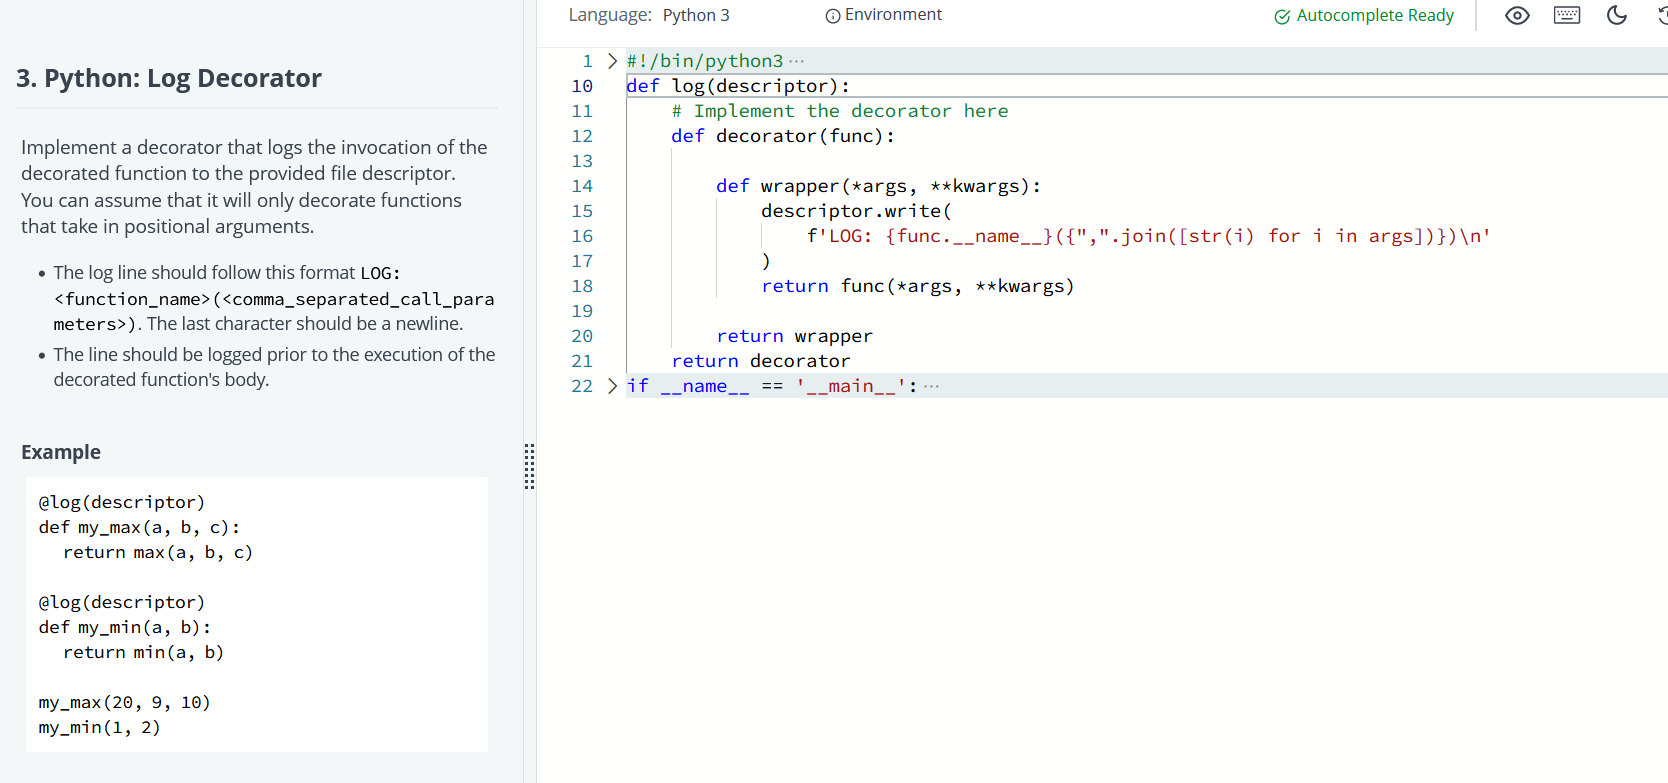 Language: Python 3
Environment
Autocomplete Ready
3. Python: Log Decorator
Implement a decorator that logs the invocation of the
decorated function to the provided file descriptor.
You can assume that it will only decorate functions
that take in positional arguments.
• The log line should follow this format LOG:
<function_name>(<comma_separated_call_para
meters>). The last character should be a newline.
• The line should be logged prior to the execution of the
decorated function's body.
Example
@log(descriptor)
def my_max(a, b, c):
return max(a, b, c)
@log(descriptor)
def my_min(a, b):
return min(a, b)
my_max(20, 9, 10)
my_min(1, 2)
1 #!/bin/python3 ···
10 def log(descriptor):
11 # Implement the decorator here
12 def decorator(func):
13
14 def wrapper(*args, **kwargs):
15 descriptor.write(
16 f'LOG: {func.__name__}({",".join([str(i) for i in args])})\n'
17 )
18 return func(*args, **kwargs)
19
20 return wrapper
21 return decorator
22 if __name__ == '__main__': ···